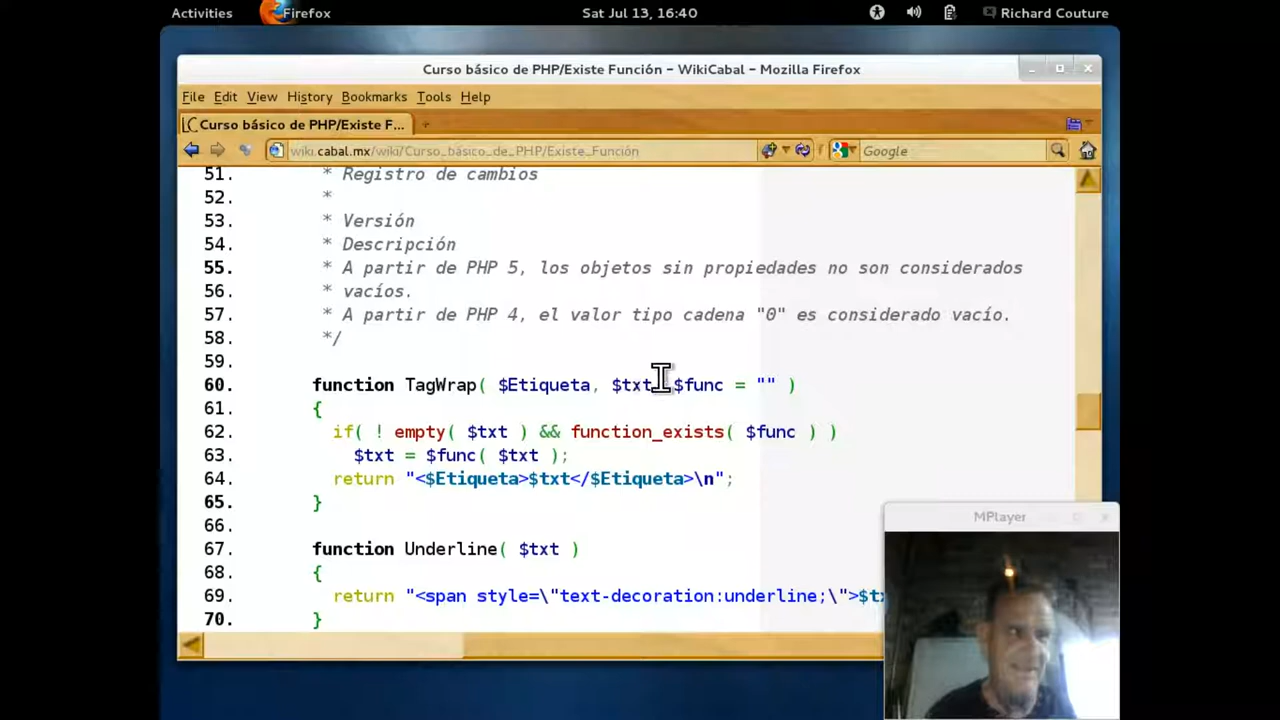 Activities Firefox Sat Jul 13, 16:40 Richard Couture
Curso básico de PHP/Existe Función - WikiCabal - Mozilla Firefox
File Edit View History Bookmarks Tools Help
Curso básico de PHP/Existe F...
wiki.cabal.mx/wiki/Curso_básico_de_PHP/Existe_Función Google
51. * Registro de cambios
52. *
53. * Versión
54. * Descripción
55. * A partir de PHP 5, los objetos sin propiedades no son considerados
56. * vacíos.
57. * A partir de PHP 4, el valor tipo cadena "0" es considerado vacío.
58. */
59.
60. function TagWrap( $Etiqueta, $txt, $func = "" )
61. {
62. if( ! empty( $txt ) && function_exists( $func ) )
63. $txt = $func( $txt );
64. return "<$Etiqueta>$txt</$Etiqueta>\n";
65. }
66.
67. function Underline( $txt )
68. {
69. return "<span style=\"text-decoration:underline;\">$tx
70. }
MPlayer